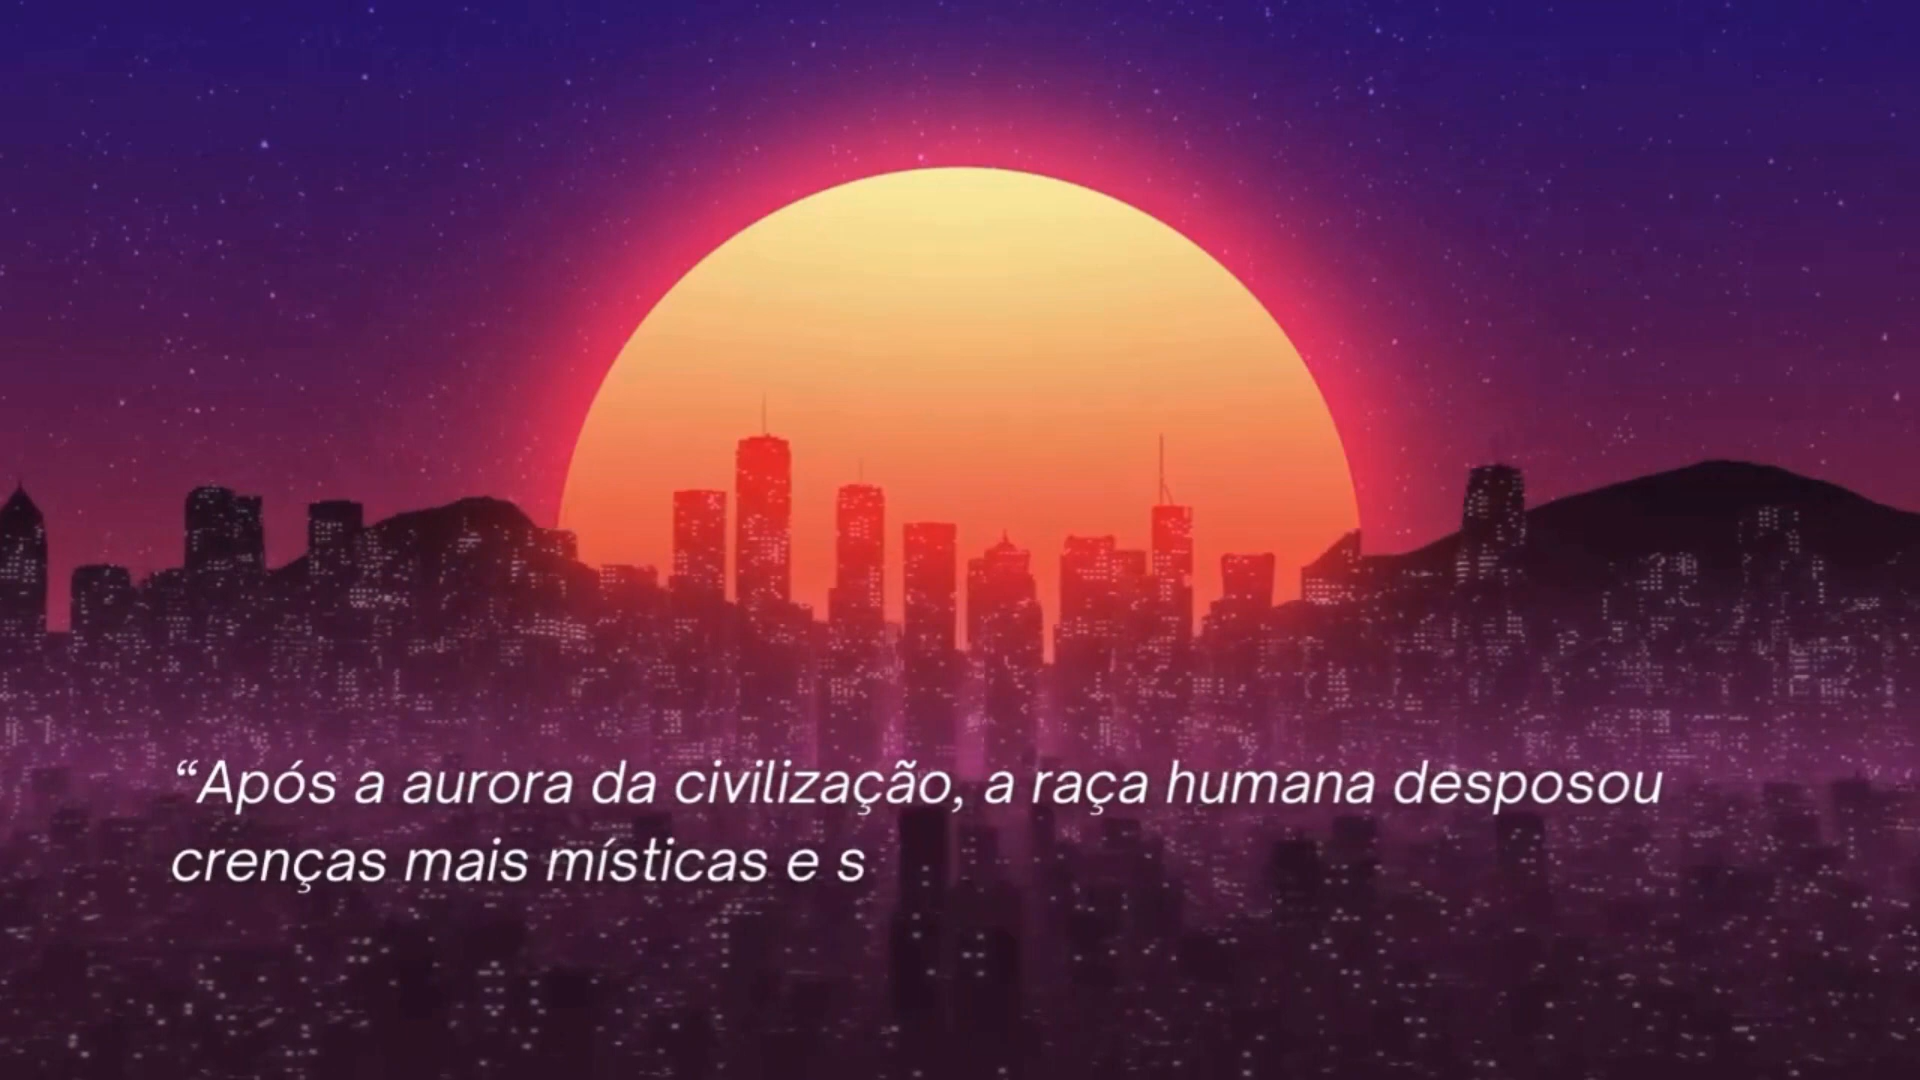 “Após a aurora da civilização, a raça humana desposou
crenças mais místicas e s